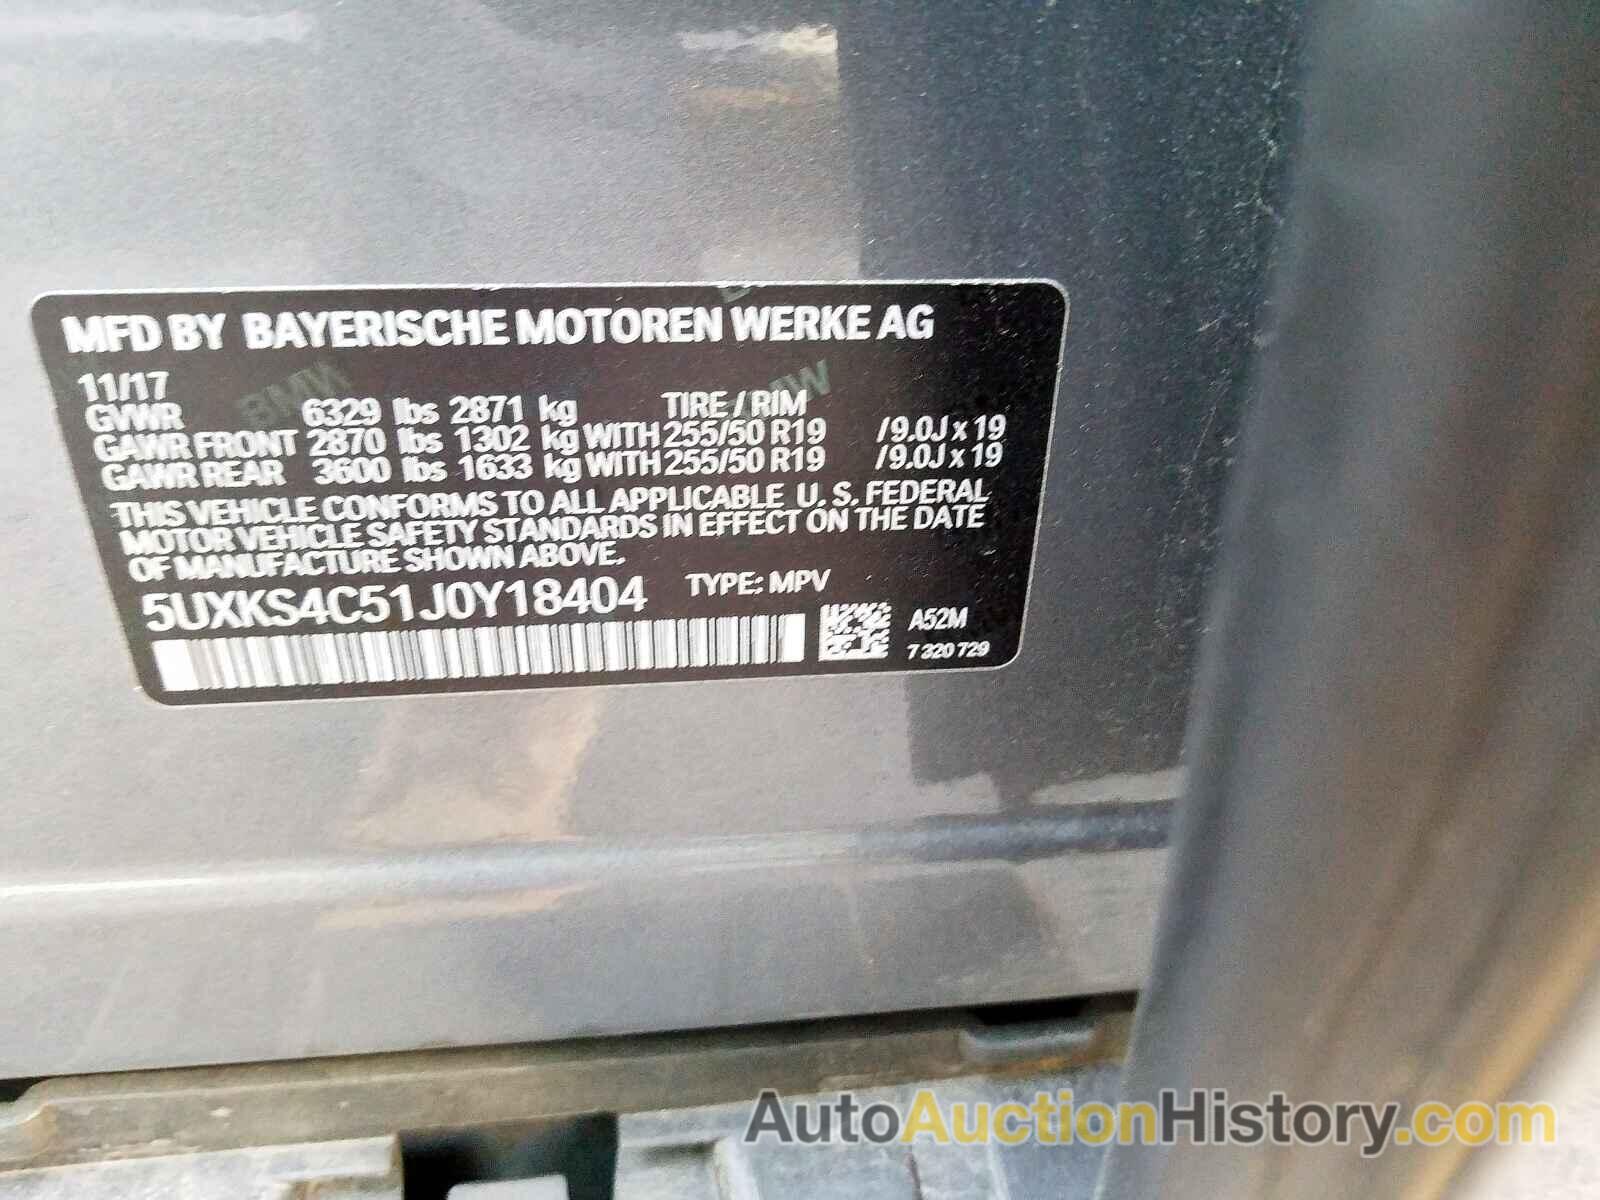 MFD BY BAYERISCHE MOTOREN WERKE AG
11/17
GVWR 6329 lbs 2871 kg TIRE / RIM
GAWR FRONT 2870 lbs 1302 kg WITH 255/50 R19 /9.0J x 19
GAWR REAR 3600 lbs 1633 kg WITH 255/50 R19 /9.0J x 19
THIS VEHICLE CONFORMS TO ALL APPLICABLE U. S. FEDERAL
MOTOR VEHICLE SAFETY STANDARDS IN EFFECT ON THE DATE
OF MANUFACTURE SHOWN ABOVE.
5UXKS4C51J0Y18404 TYPE: MPV
A52M
7 320 729
BMW
BMW
AutoAuctionHistory.com